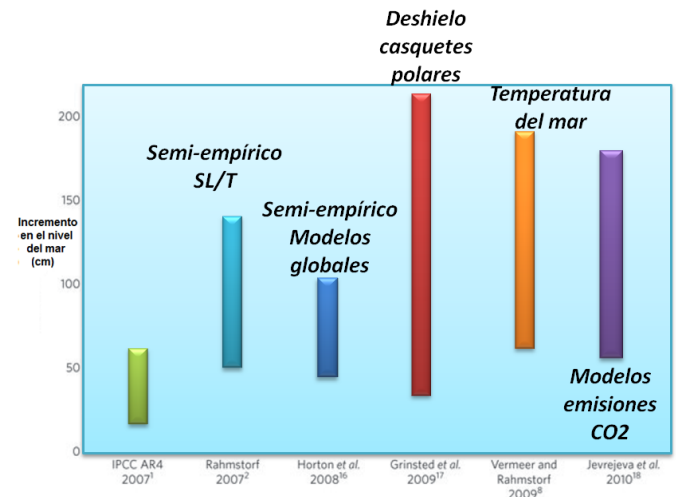 Deshielo
casquetes
polares
Temperatura
del mar
Semi-empírico
SL/T
Semi-empírico
Modelos
globales
Modelos
emisiones
CO2
Incremento
en el nivel
del mar
(cm)
200
150
100
50
0
IPCC AR4
2007¹
Rahmstorf
2007²
Horton et al.
2008¹⁶
Grinsted et al.
2009¹⁷
Vermeer and
Rahmstorf
2009⁸
Jevrejeva et al.
2010¹⁸